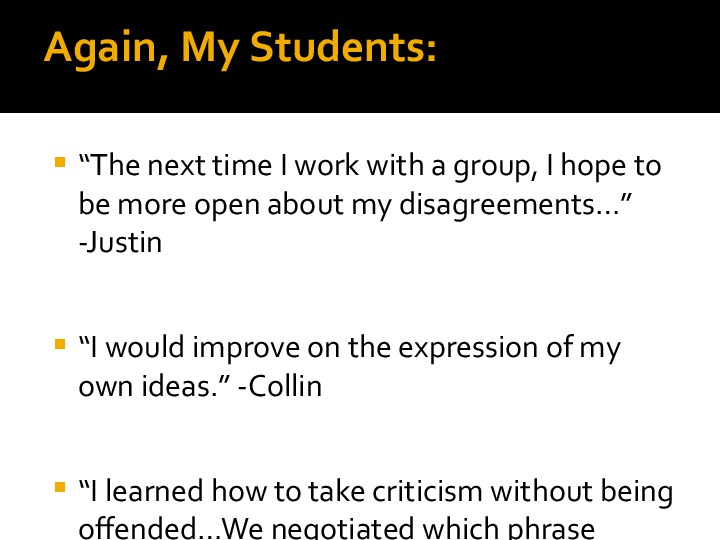 Again, My Students:
“The next time I work with a group, I hope to
be more open about my disagreements…”
-Justin
“I would improve on the expression of my
own ideas.” -Collin
“I learned how to take criticism without being
offended…We negotiated which phrase